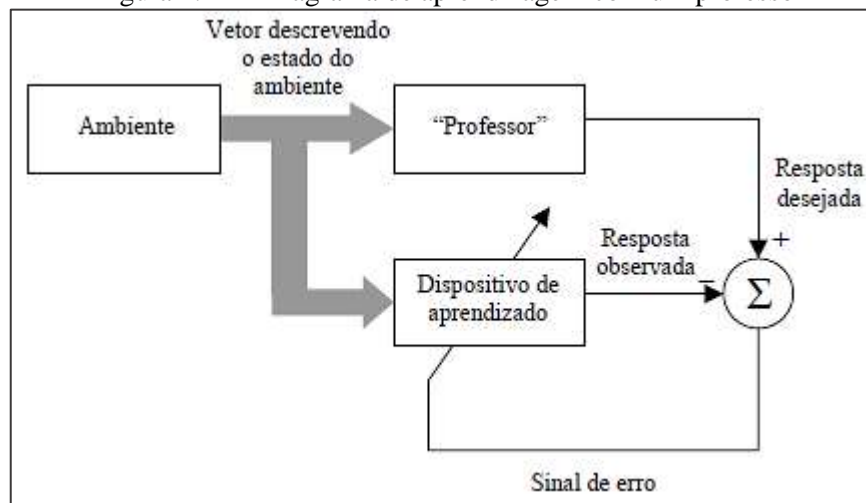 Vetor descrevendo
o estado do
ambiente
Ambiente
“Professor”
Resposta
desejada
+
Resposta
observada
−
Dispositivo de
aprendizado
Σ
Sinal de erro